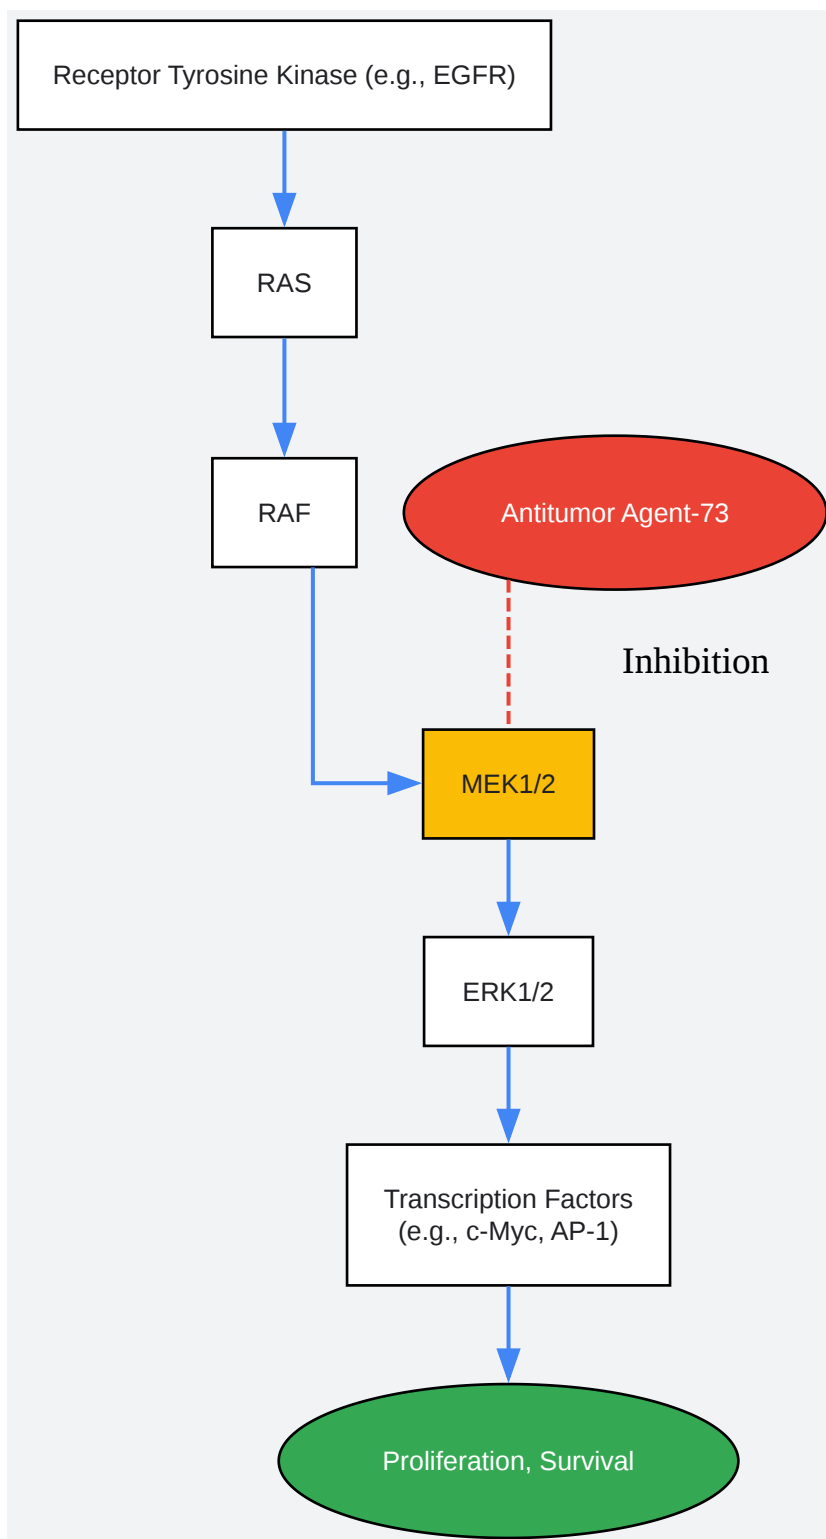 Receptor Tyrosine Kinase (e.g., EGFR)
RAS
RAF
Antitumor Agent-73
Inhibition
MEK1/2
ERK1/2
Transcription Factors
(e.g., c-Myc, AP-1)
Proliferation, Survival